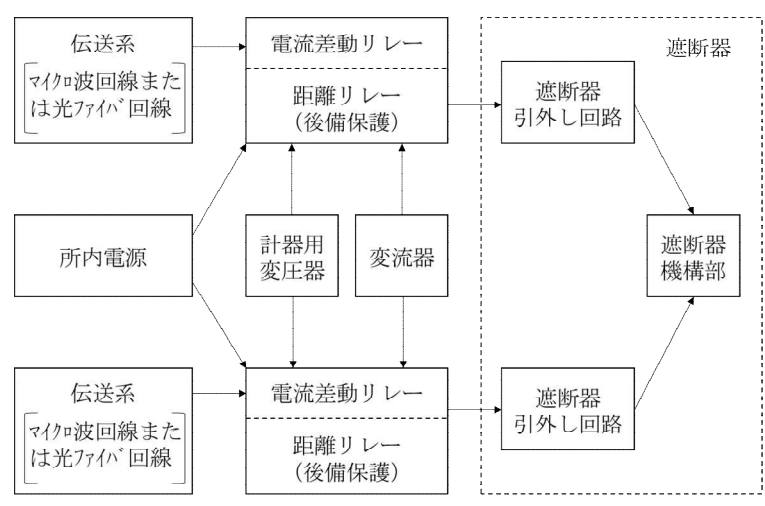 伝送系
マイクロ波回線また
は光ファイバ回線
電流差動リレー
距離リレー
(後備保護)
遮断器
遮断器
引外し回路
所内電源
計器用
変圧器
変流器
遮断器
機構部
伝送系
マイクロ波回線また
は光ファイバ回線
電流差動リレー
距離リレー
(後備保護)
遮断器
引外し回路